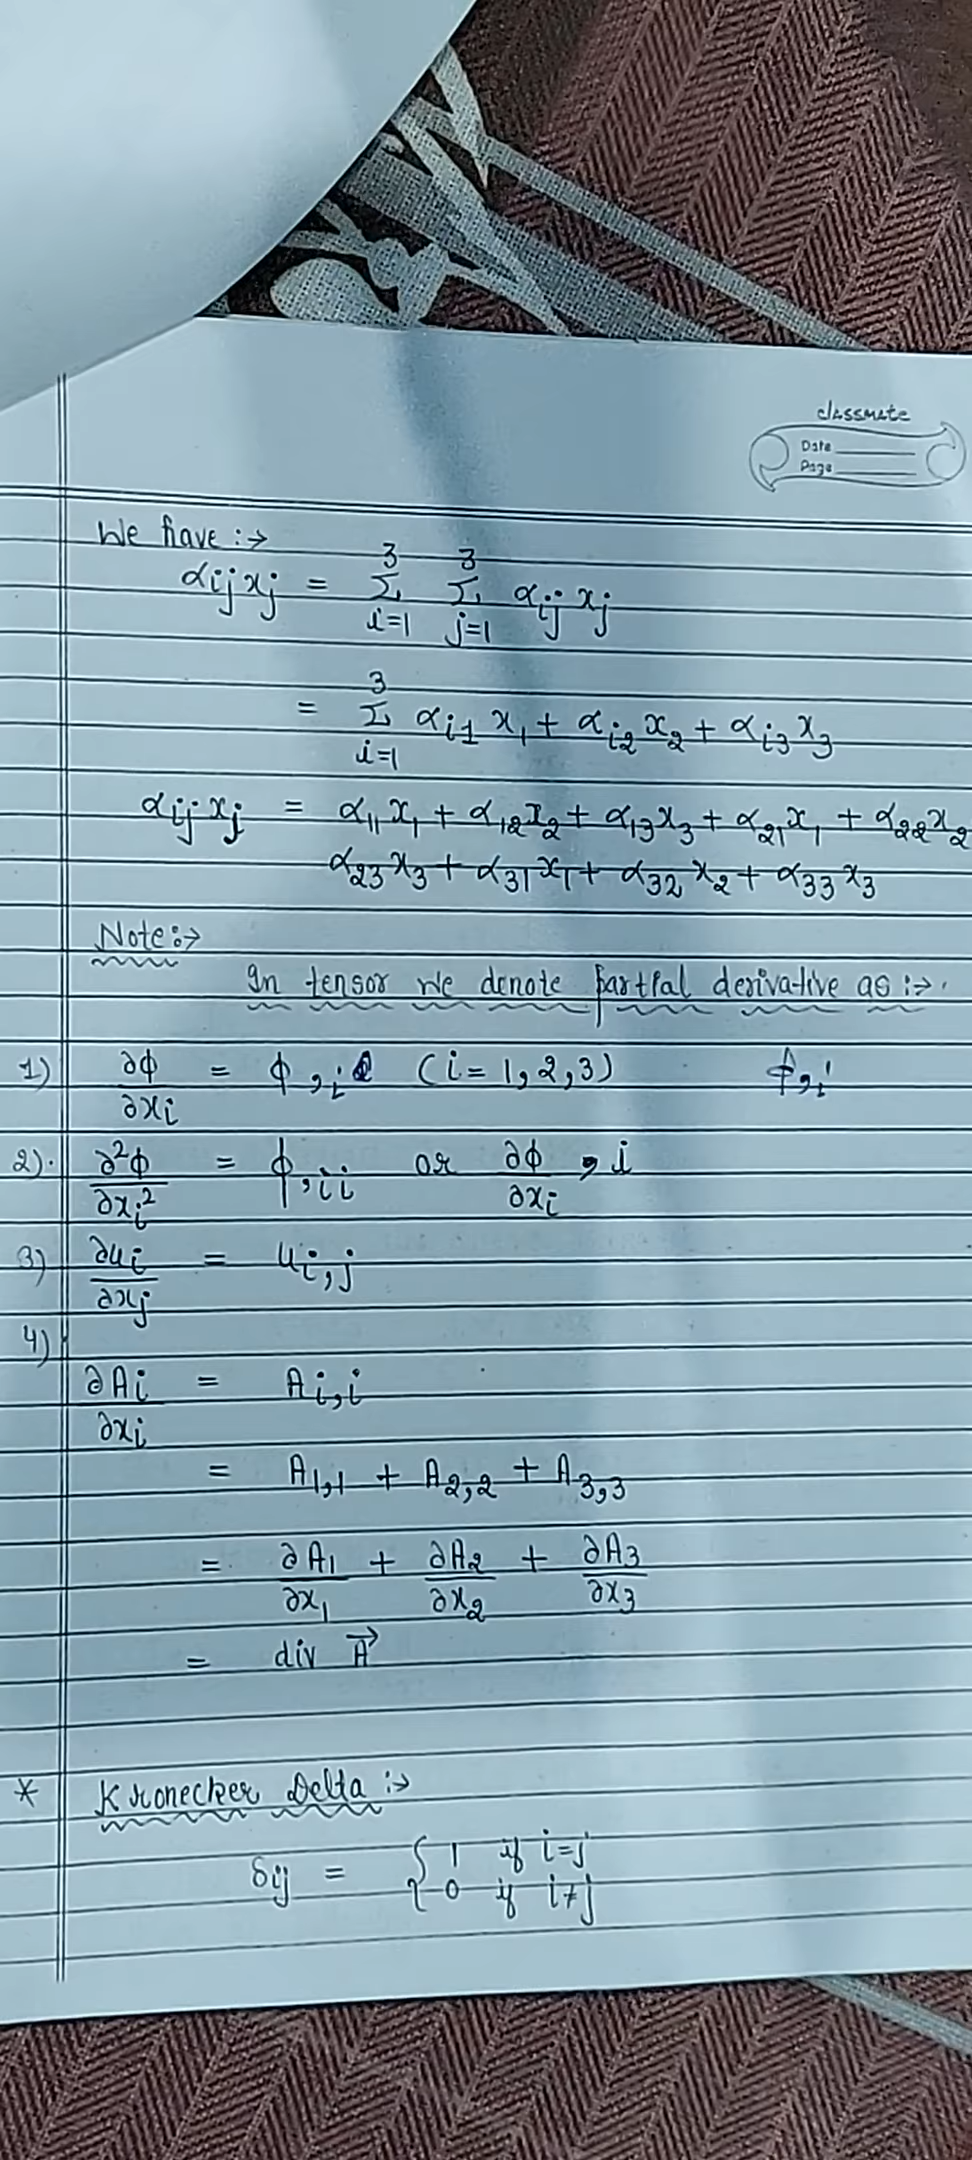 classmate
Date
Page
We have :→
αij xj = 3Σi=1 3Σj=1 αij xj
= 3Σi=1 αi1 x1 + αi2 x2 + αi3 x3
αij xj = α11 x1 + α12 x2 + α13 x3 + α21 x1 + α22 x2
α23 x3 + α31 x1 + α32 x2 + α33 x3
Note :→
In tensor we denote partial derivative as :→
1) ∂ϕ/∂xi = ϕ,i (i = 1, 2, 3) ϕ,i
2). ∂²ϕ/∂xi² = ϕ,ii or ∂ϕ/∂xi , i
3) ∂ui/∂xj = ui,j
4)
∂Ai/∂xi = Ai,i
= A1,1 + A2,2 + A3,3
= ∂A1/∂x1 + ∂A2/∂x2 + ∂A3/∂x3
= div A⃗
* Kronecker Delta :→
δij = { 1 if i=j
0 if i≠j